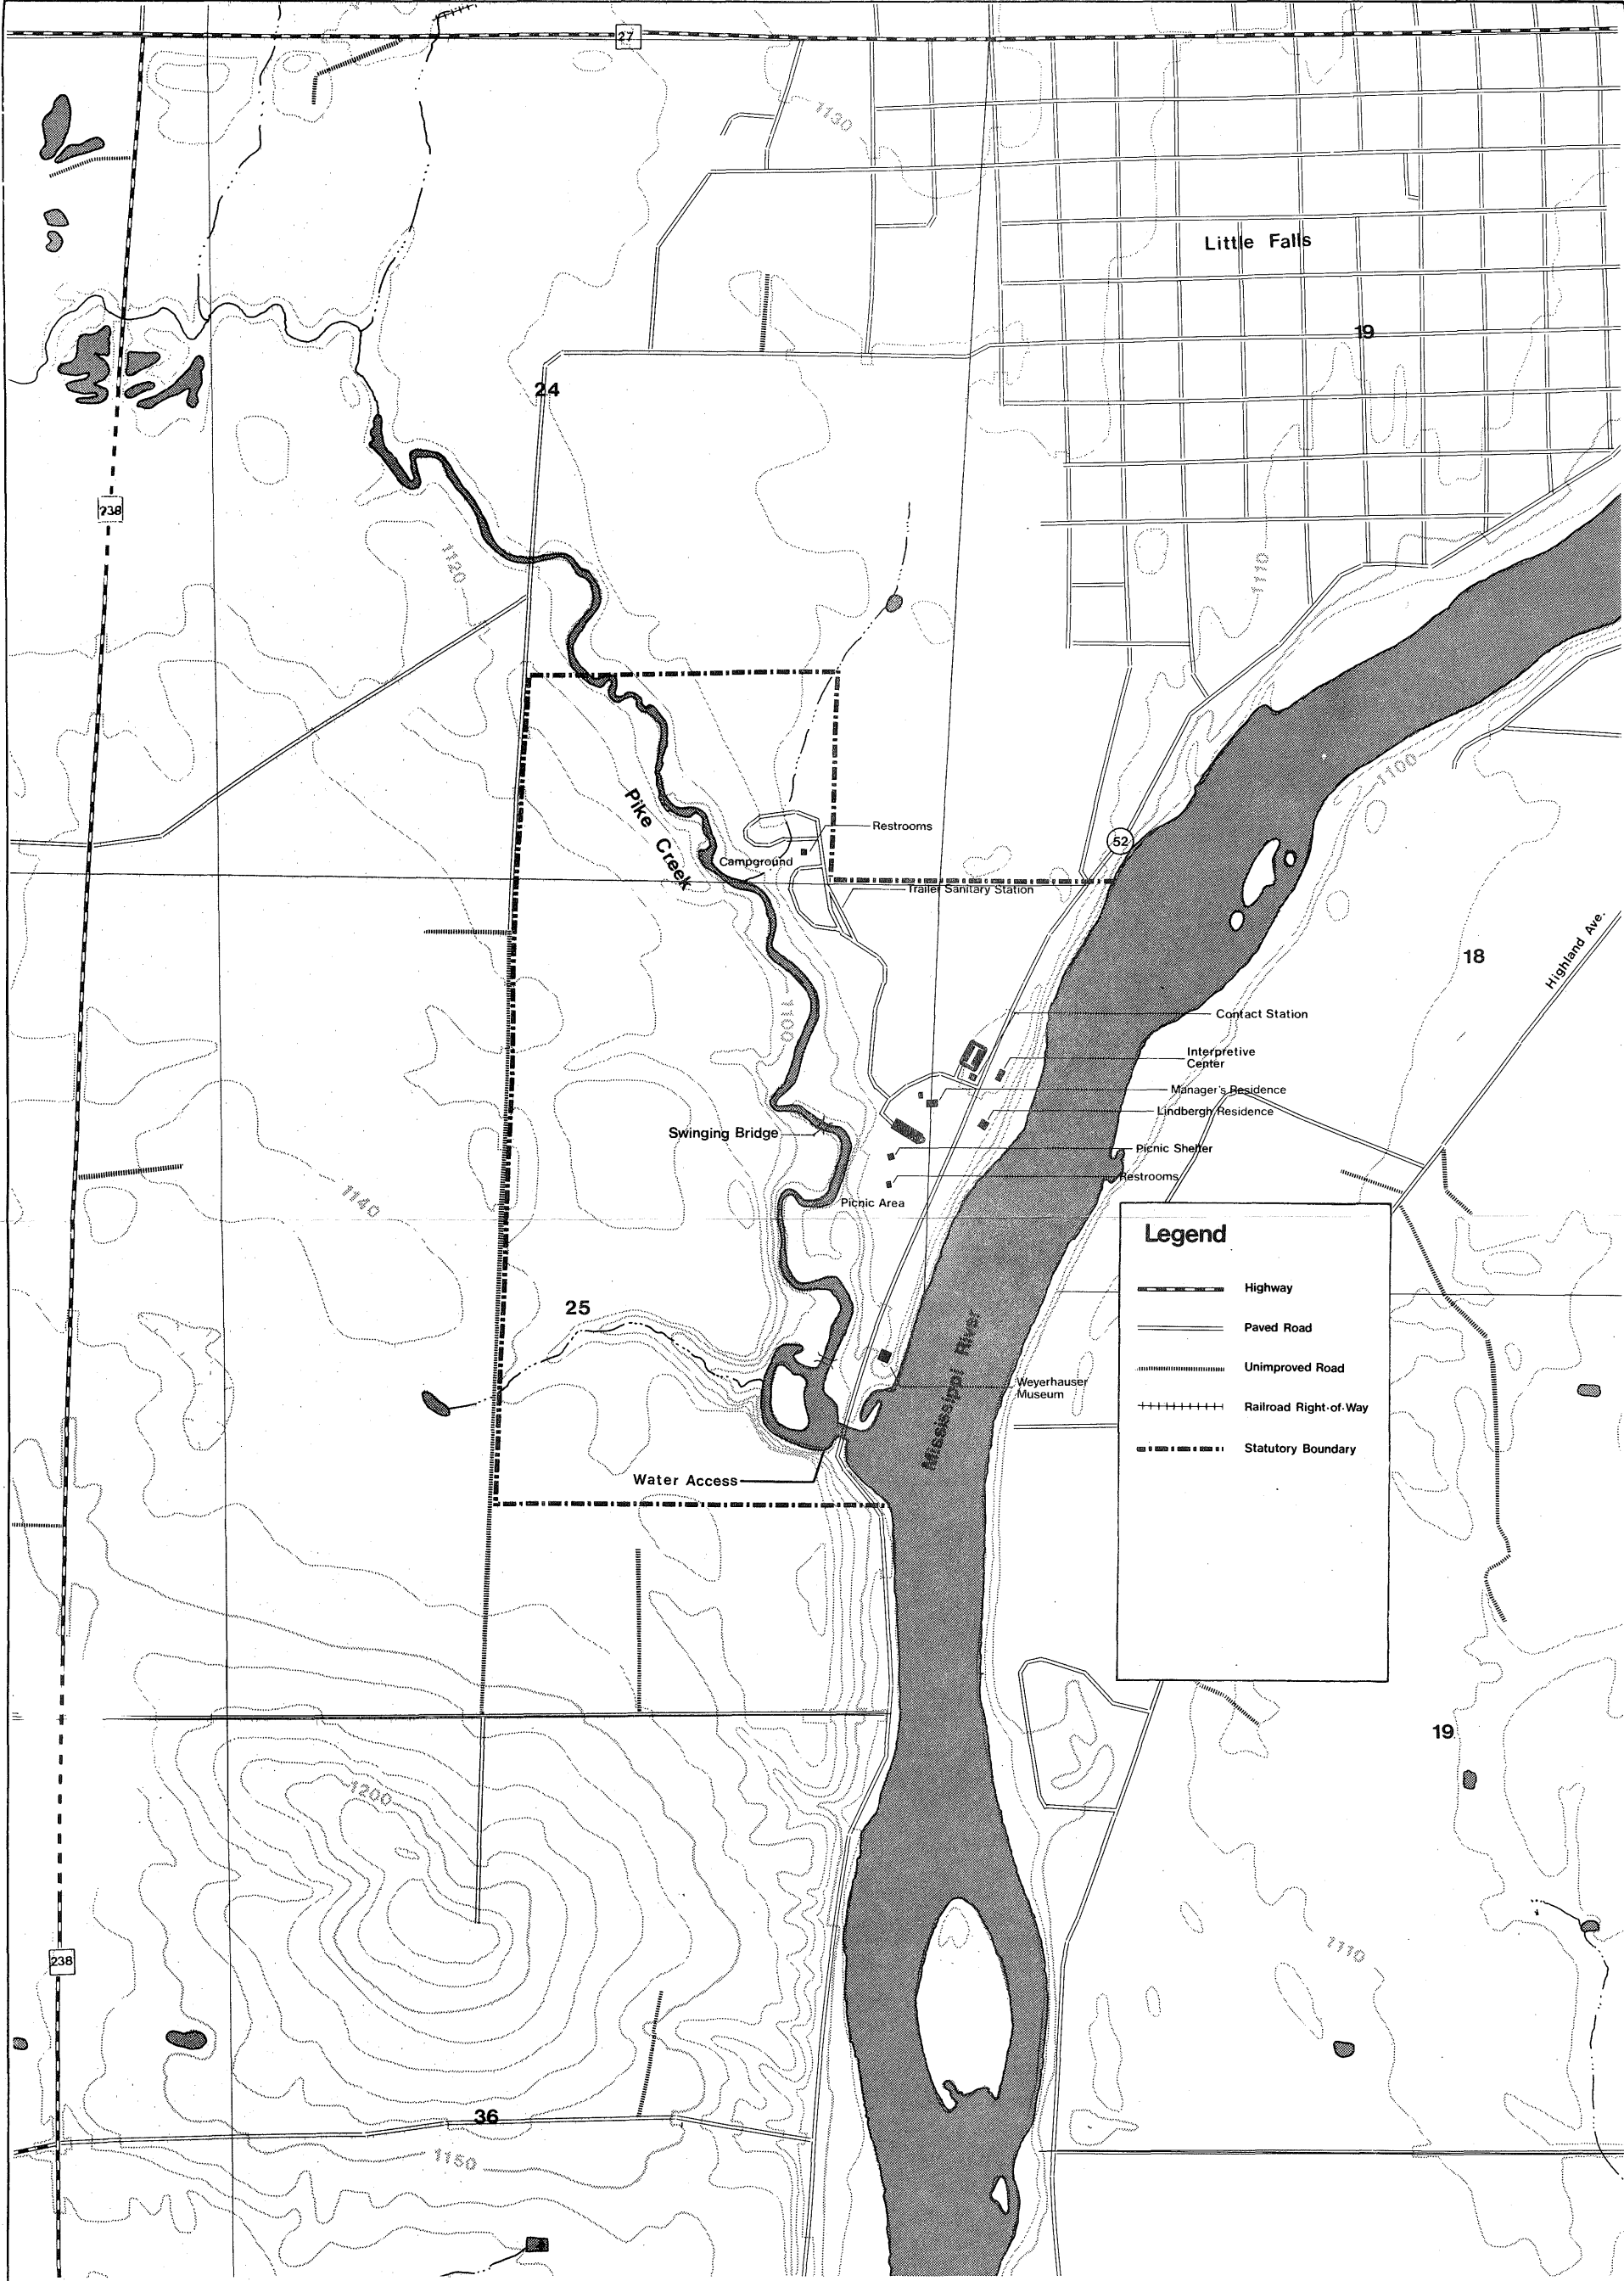 27
1130
Little Falls
19
24
238
1120
1110
1100
Pike Creek
Restrooms
Campground
52
Trailer Sanitary Station
18
Highland Ave.
1100
Contact Station
Interpretive
Center
Manager's Residence
Lindbergh Residence
Swinging Bridge
Picnic Shelter
Restrooms
1140
Picnic Area
Legend
Highway
Paved Road
Unimproved Road
Railroad Right-of-Way
Statutory Boundary
25
Mississippi River
Weyerhauser
Museum
Water Access
19
1200
1110
238
36
1150